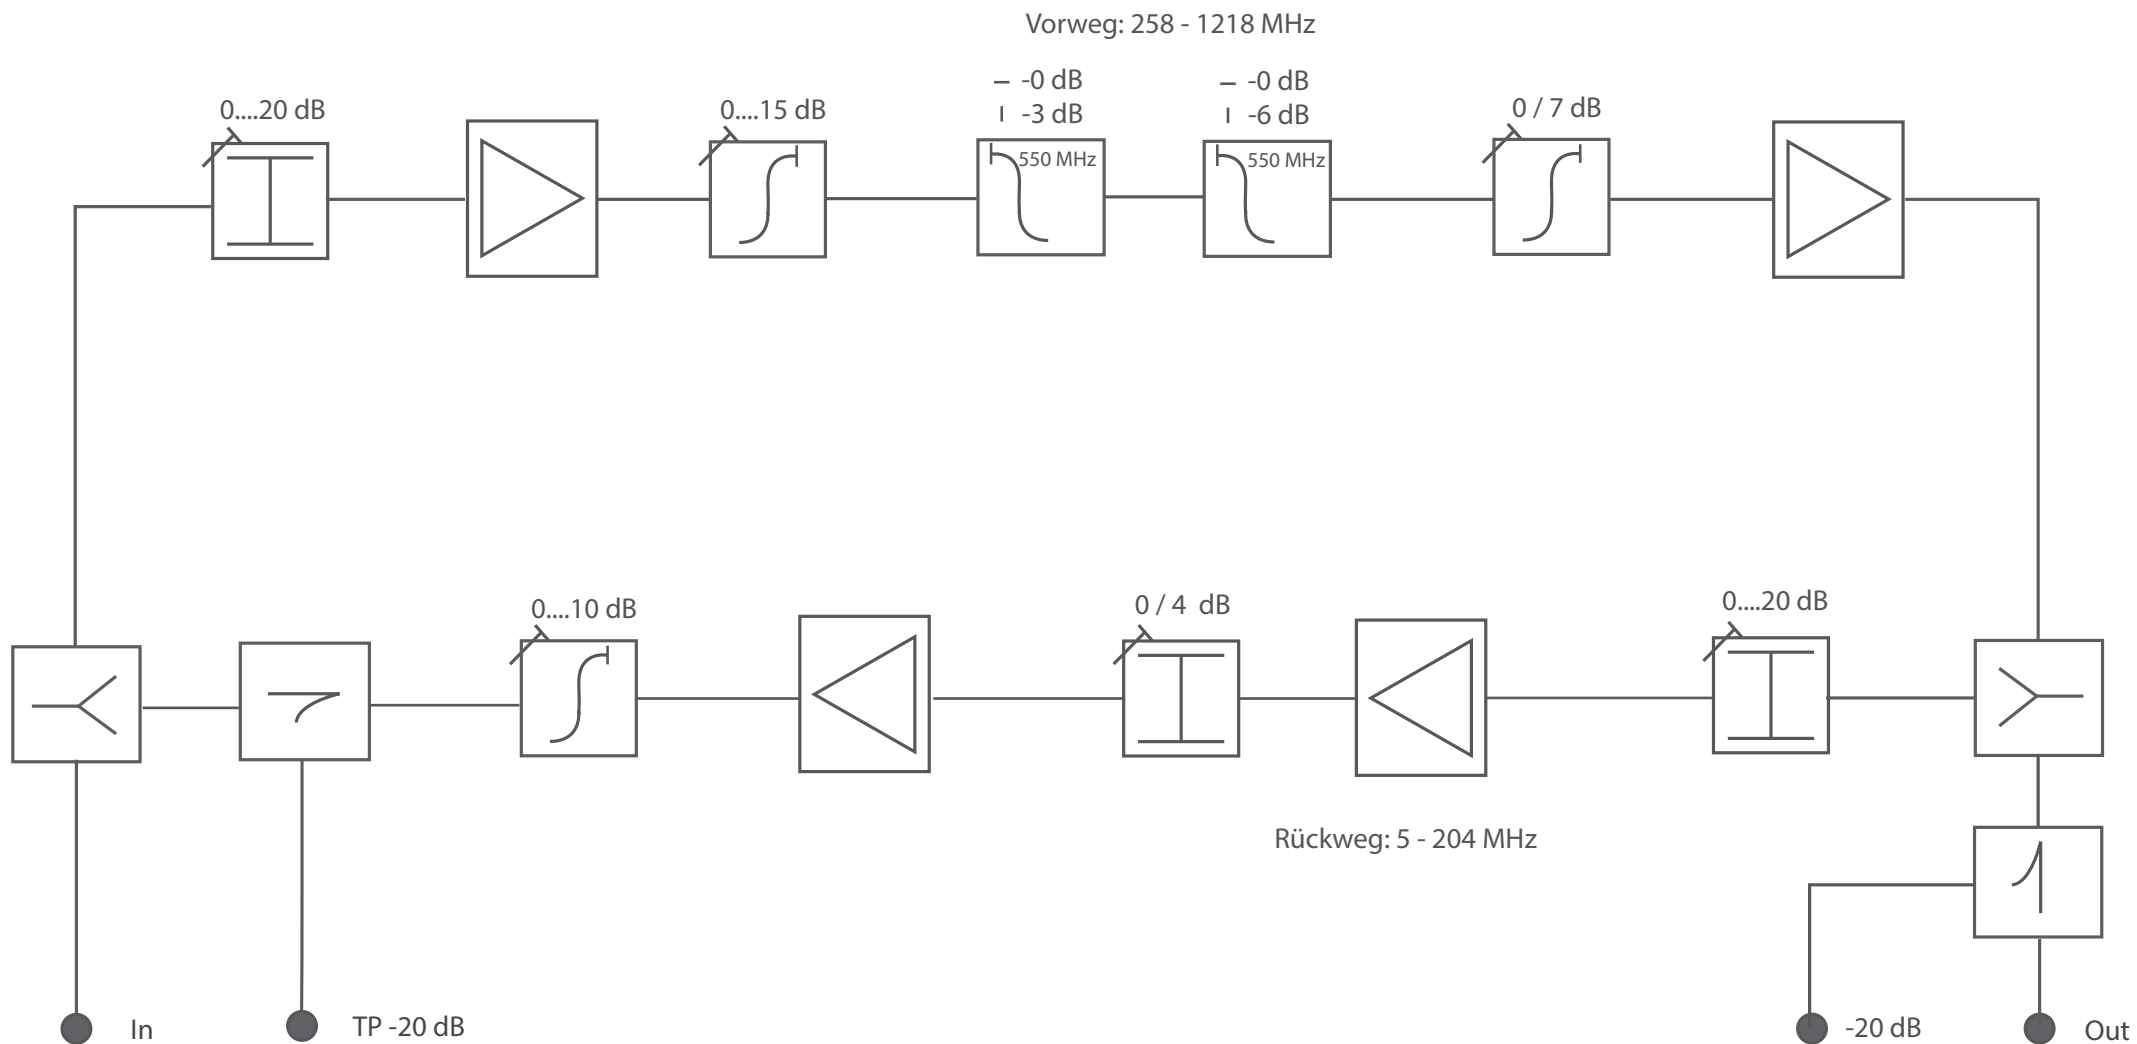 Vorweg: 258 - 1218 MHz
– -0 dB
– -0 dB
0....20 dB
0....15 dB
ı -3 dB
ı -6 dB
0 / 7 dB
550 MHz
550 MHz
0....10 dB
0 / 4 dB
0....20 dB
Rückweg: 5 - 204 MHz
In
TP -20 dB
-20 dB
Out